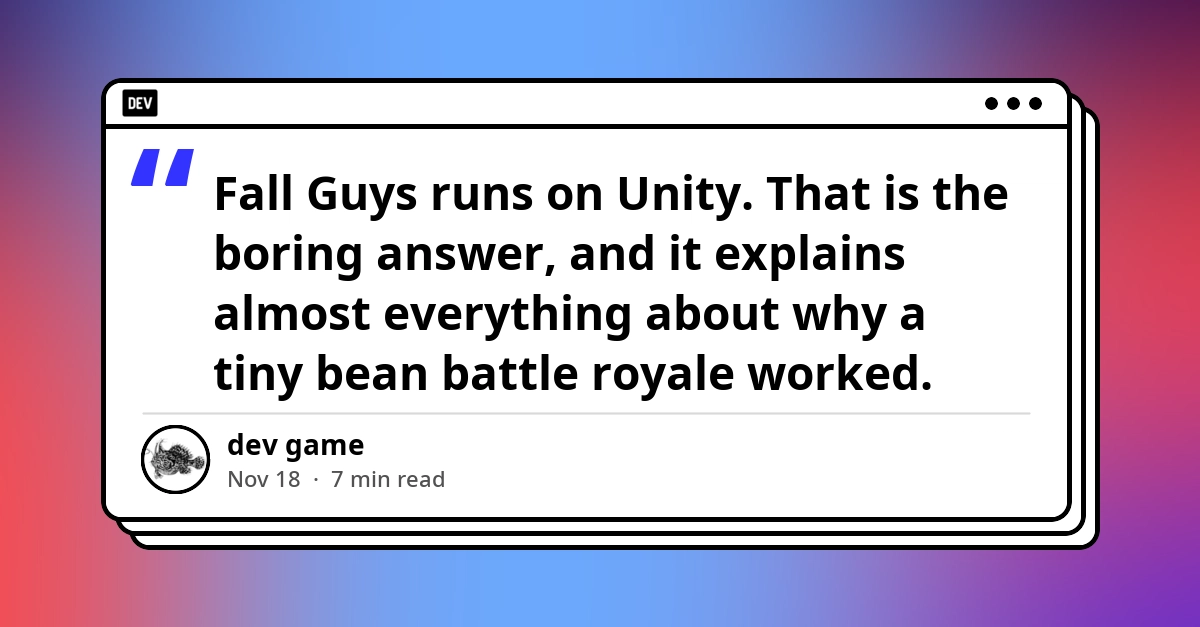 DEV
“
Fall Guys runs on Unity. That is the
boring answer, and it explains
almost everything about why a
tiny bean battle royale worked.
dev game
Nov 18 · 7 min read